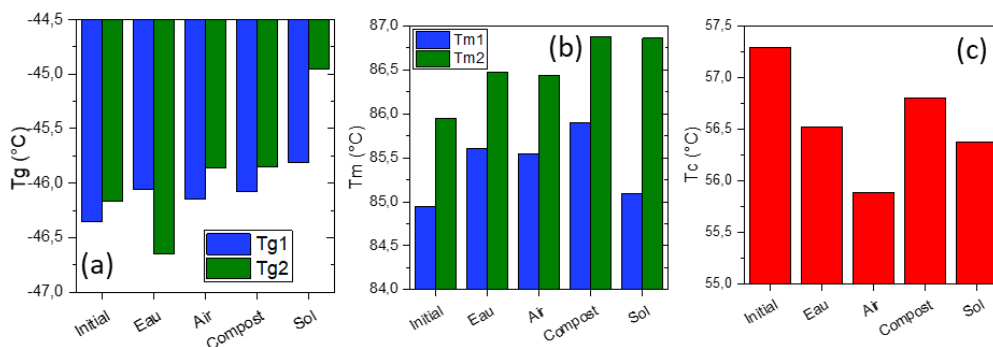 Tg (°C)
-44,5
-45,0
-45,5
-46,0
-46,5
-47,0
(a)
Tg1
Tg2
Initial
Eau
Air
Compost
Sol
Tm (°C)
87,0
86,5
86,0
85,5
85,0
84,5
84,0
Tm1
Tm2
(b)
Initial
Eau
Air
Compost
Sol
Tc (°C)
57,5
57,0
56,5
56,0
55,5
55,0
(c)
Initial
Eau
Air
Compost
Sol